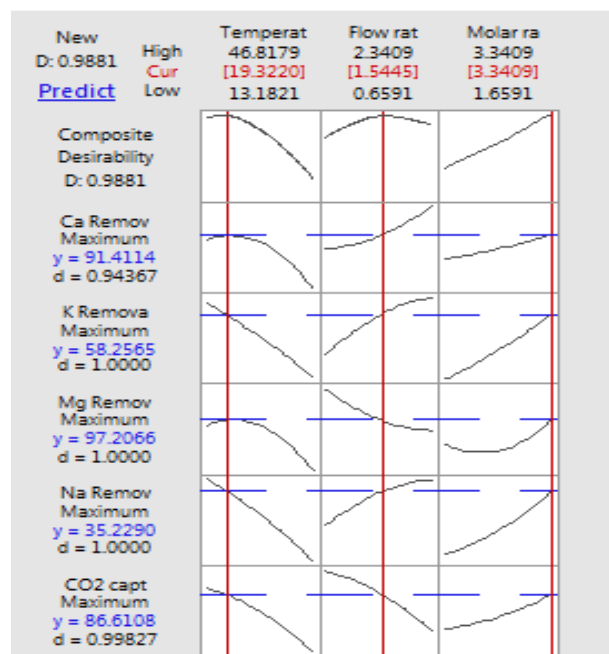 New
D: 0.9881
Predict
High
Cur
Low
Temperat
46.8179
[19.3220]
13.1821
Flow rat
2.3409
[1.5445]
0.6591
Molar ra
3.3409
[3.3409]
1.6591
Composite
Desirability
D: 0.9881
Ca Remov
Maximum
y = 91.4114
d = 0.94367
K Remova
Maximum
y = 58.2565
d = 1.0000
Mg Remov
Maximum
y = 97.2066
d = 1.0000
Na Remov
Maximum
y = 35.2290
d = 1.0000
CO2 capt
Maximum
y = 86.6108
d = 0.99827